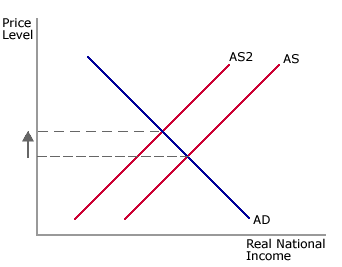 Price
Level
AS2
AS
AD
Real National
Income